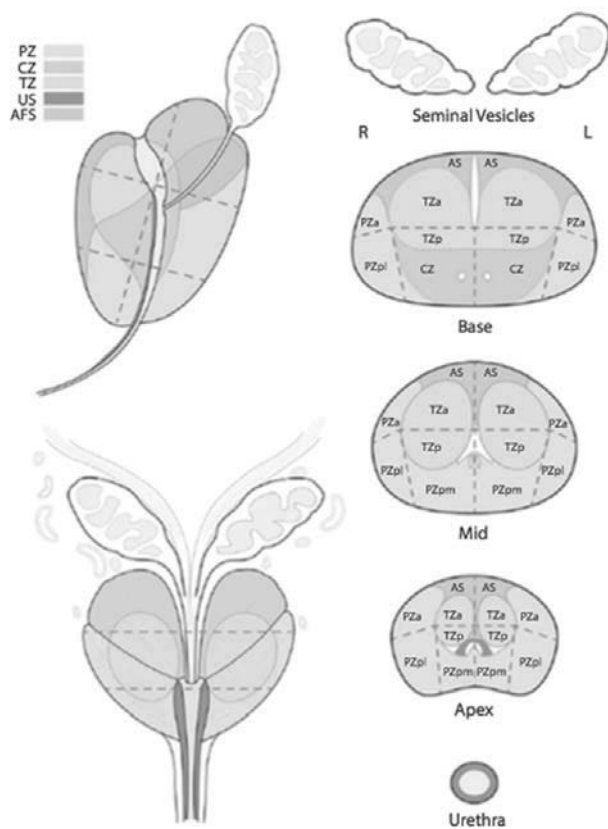 PZ
CZ
TZ
US
AFS
Seminal Vesicles
R L
AS AS
TZa TZa
PZa PZa
TZp TZp
PZpl CZ CZ PZpl
Base
AS AS
TZa TZa
PZa PZa
TZp TZp
PZpl PZpl
PZpm PZpm
Mid
AS AS
PZa TZa TZa PZa
TZp TZp
PZpl PZpl
PZpm PZpm
Apex
Urethra